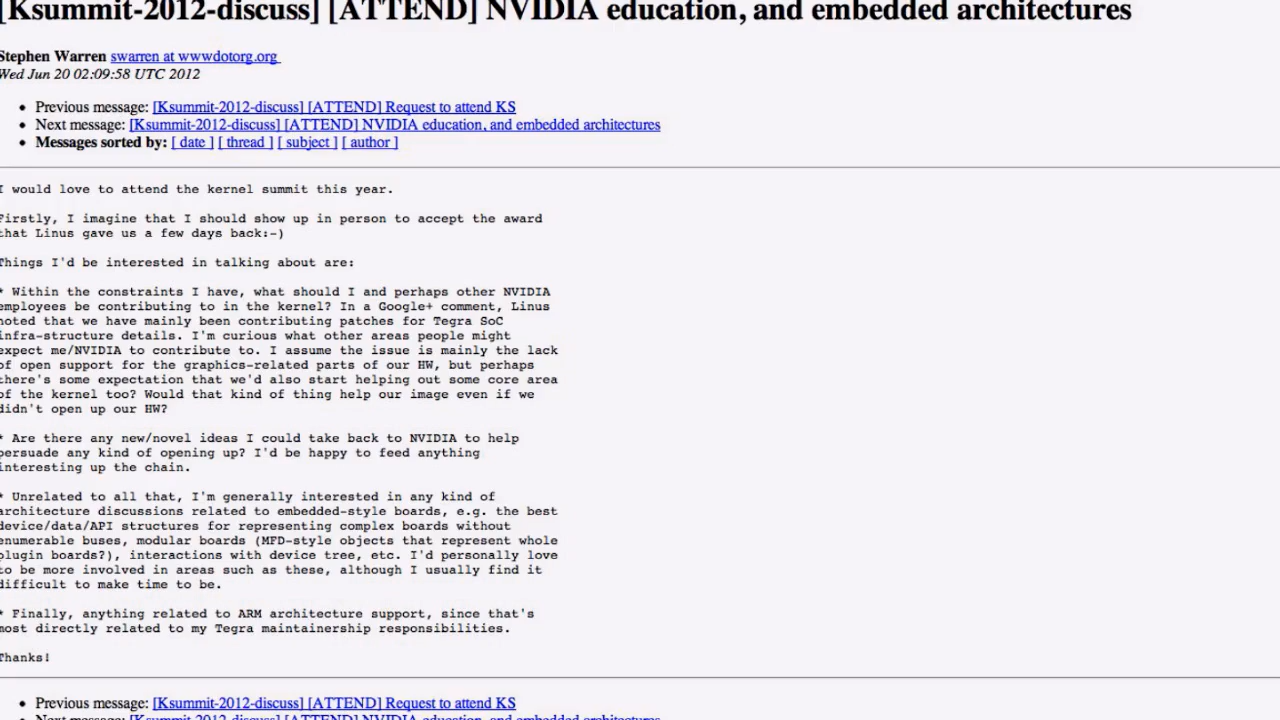 [Ksummit-2012-discuss] [ATTEND] NVIDIA education, and embedded architectures
Stephen Warren swarren at wwwdotorg.org
Wed Jun 20 02:09:58 UTC 2012
• Previous message: [Ksummit-2012-discuss] [ATTEND] Request to attend KS
• Next message: [Ksummit-2012-discuss] [ATTEND] NVIDIA education, and embedded architectures
• Messages sorted by: [ date ] [ thread ] [ subject ] [ author ]
I would love to attend the kernel summit this year.
Firstly, I imagine that I should show up in person to accept the award
that Linus gave us a few days back:-)
Things I'd be interested in talking about are:
* Within the constraints I have, what should I and perhaps other NVIDIA
employees be contributing to in the kernel? In a Google+ comment, Linus
noted that we have mainly been contributing patches for Tegra SoC
infra-structure details. I'm curious what other areas people might
expect me/NVIDIA to contribute to. I assume the issue is mainly the lack
of open support for the graphics-related parts of our HW, but perhaps
there's some expectation that we'd also start helping out some core area
of the kernel too? Would that kind of thing help our image even if we
didn't open up our HW?
* Are there any new/novel ideas I could take back to NVIDIA to help
persuade any kind of opening up? I'd be happy to feed anything
interesting up the chain.
* Unrelated to all that, I'm generally interested in any kind of
architecture discussions related to embedded-style boards, e.g. the best
device/data/API structures for representing complex boards without
enumerable buses, modular boards (MFD-style objects that represent whole
plugin boards?), interactions with device tree, etc. I'd personally love
to be more involved in areas such as these, although I usually find it
difficult to make time to be.
* Finally, anything related to ARM architecture support, since that's
most directly related to my Tegra maintainership responsibilities.
Thanks!
• Previous message: [Ksummit-2012-discuss] [ATTEND] Request to attend KS
• Next message: [Ksummit-2012-discuss] [ATTEND] NVIDIA education, and embedded architectures